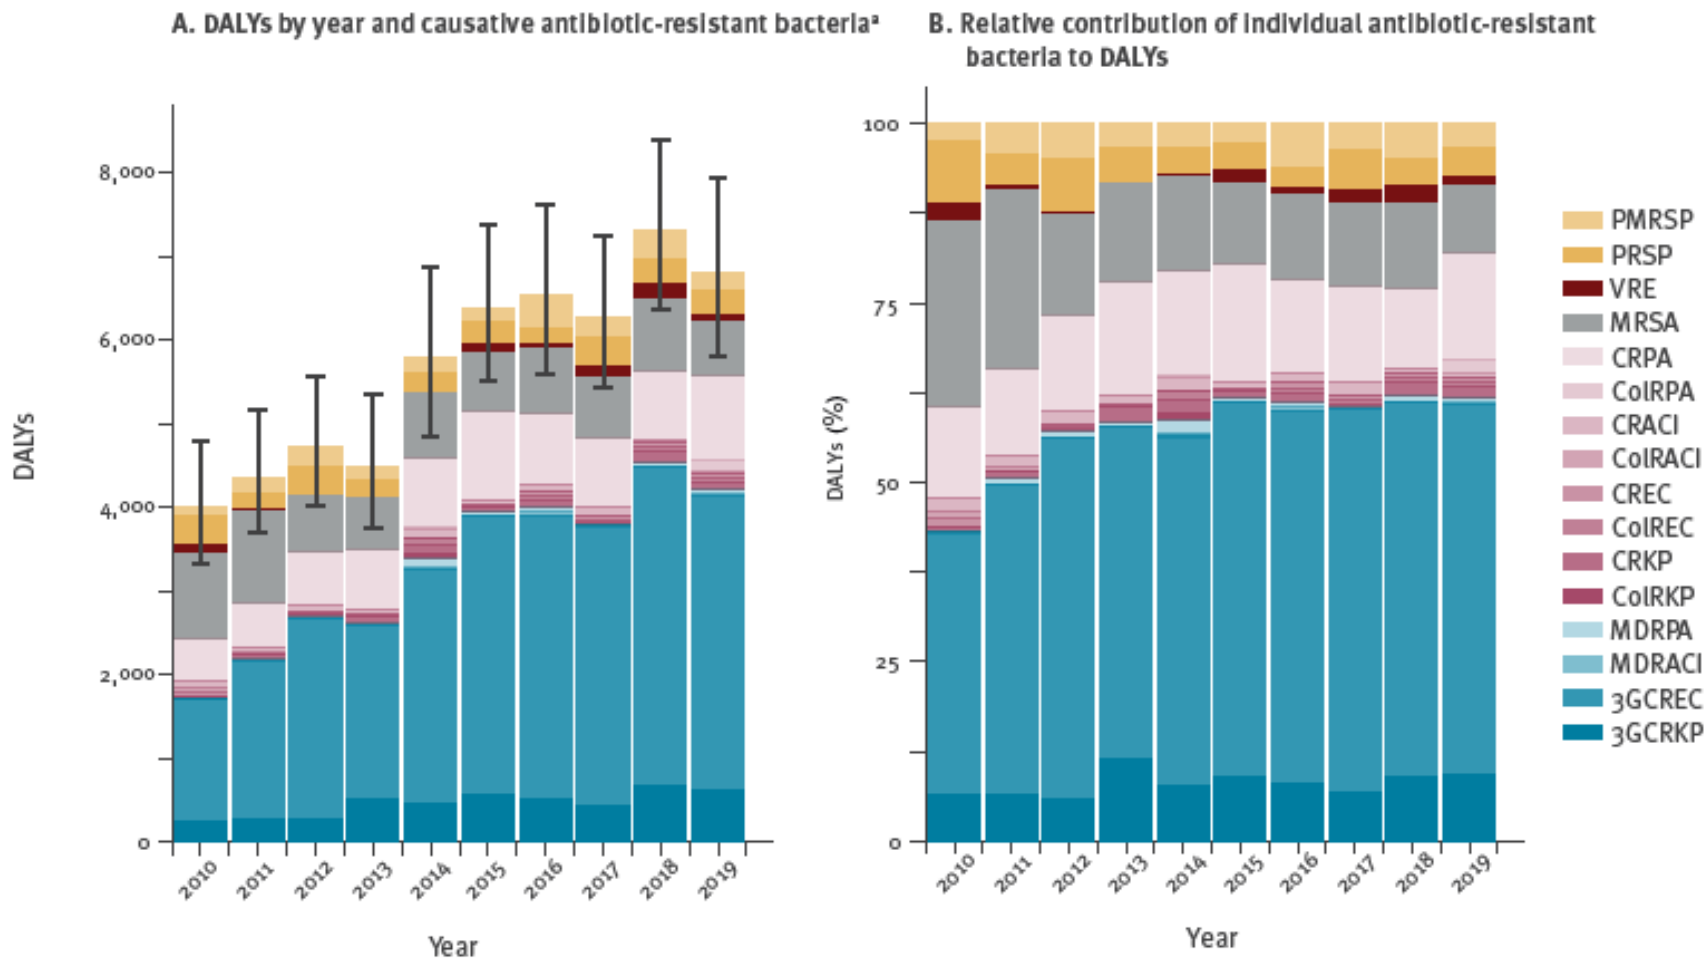 A. DALYs by year and causative antibiotic-resistant bacteriaª
8,000
6,000
4,000
2,000
0
DALYs
2010
2011
2012
2013
2014
2015
2016
2017
2018
2019
Year
B. Relative contribution of individual antibiotic-resistant
bacteria to DALYs
100
75
50
25
0
DALYs (%)
2010
2011
2012
2013
2014
2015
2016
2017
2018
2019
Year
PMRSP
PRSP
VRE
MRSA
CRPA
ColRPA
CRACI
ColRACI
CREC
ColREC
CRKP
ColRKP
MDRPA
MDRACI
3GCREC
3GCRKP